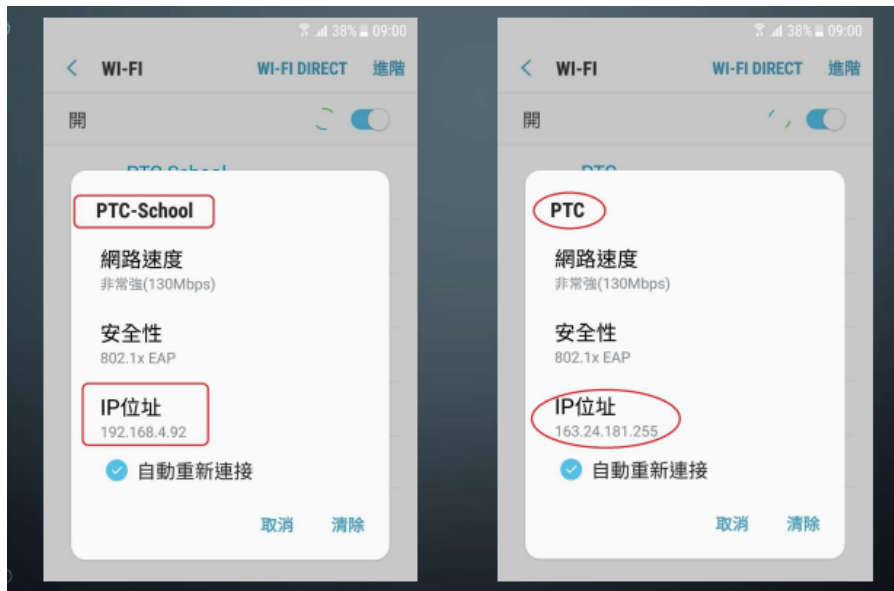 38% 09:00
WI-FI WI-FI DIRECT 進階
開
PTC-School
PTC-School
網路速度
非常強(130Mbps)
安全性
802.1x EAP
IP位址
192.168.4.92
自動重新連接
取消 清除
38% 09:00
WI-FI WI-FI DIRECT 進階
開
PTC
PTC
網路速度
非常強(130Mbps)
安全性
802.1x EAP
IP位址
163.24.181.255
自動重新連接
取消 清除